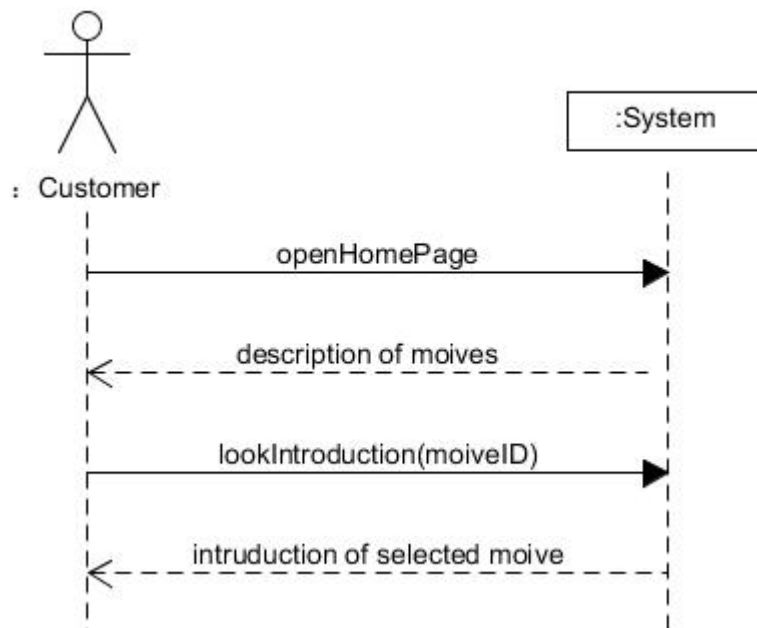 :System
： Customer
openHomePage
description of moives
lookIntroduction(moiveID)
intruduction of selected moive